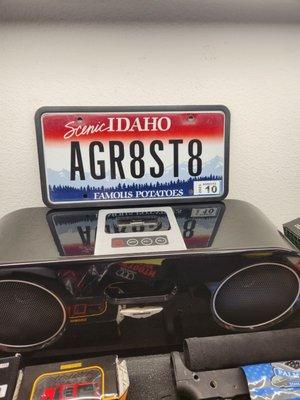 Scenic IDAHO
AGR8ST8
10
FAMOUS POTATOES